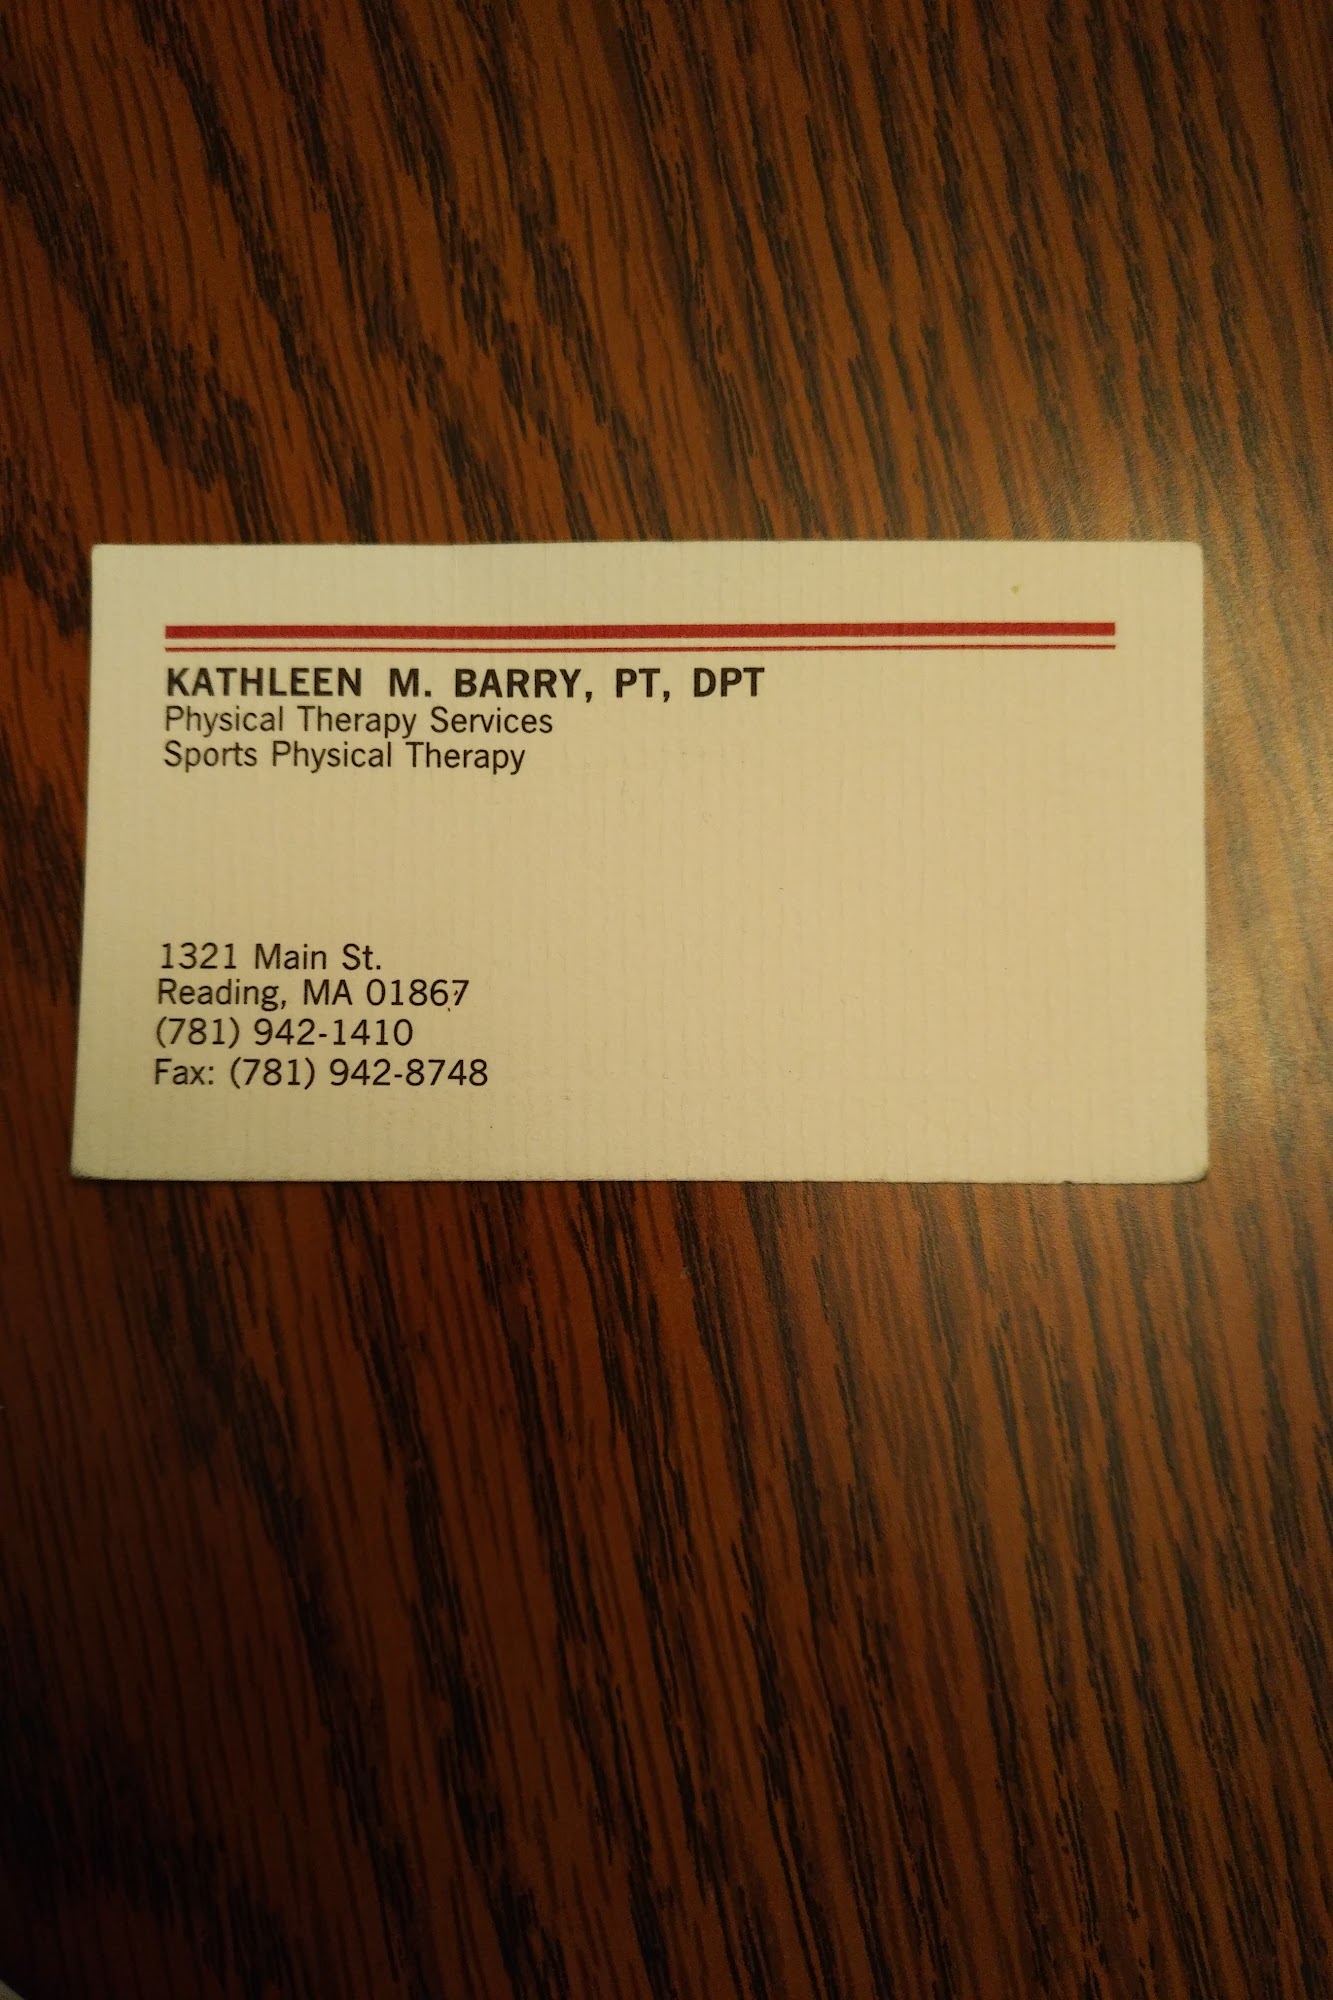 KATHLEEN M. BARRY, PT, DPT
Physical Therapy Services
Sports Physical Therapy
1321 Main St.
Reading, MA 01867
(781) 942-1410
Fax: (781) 942-8748